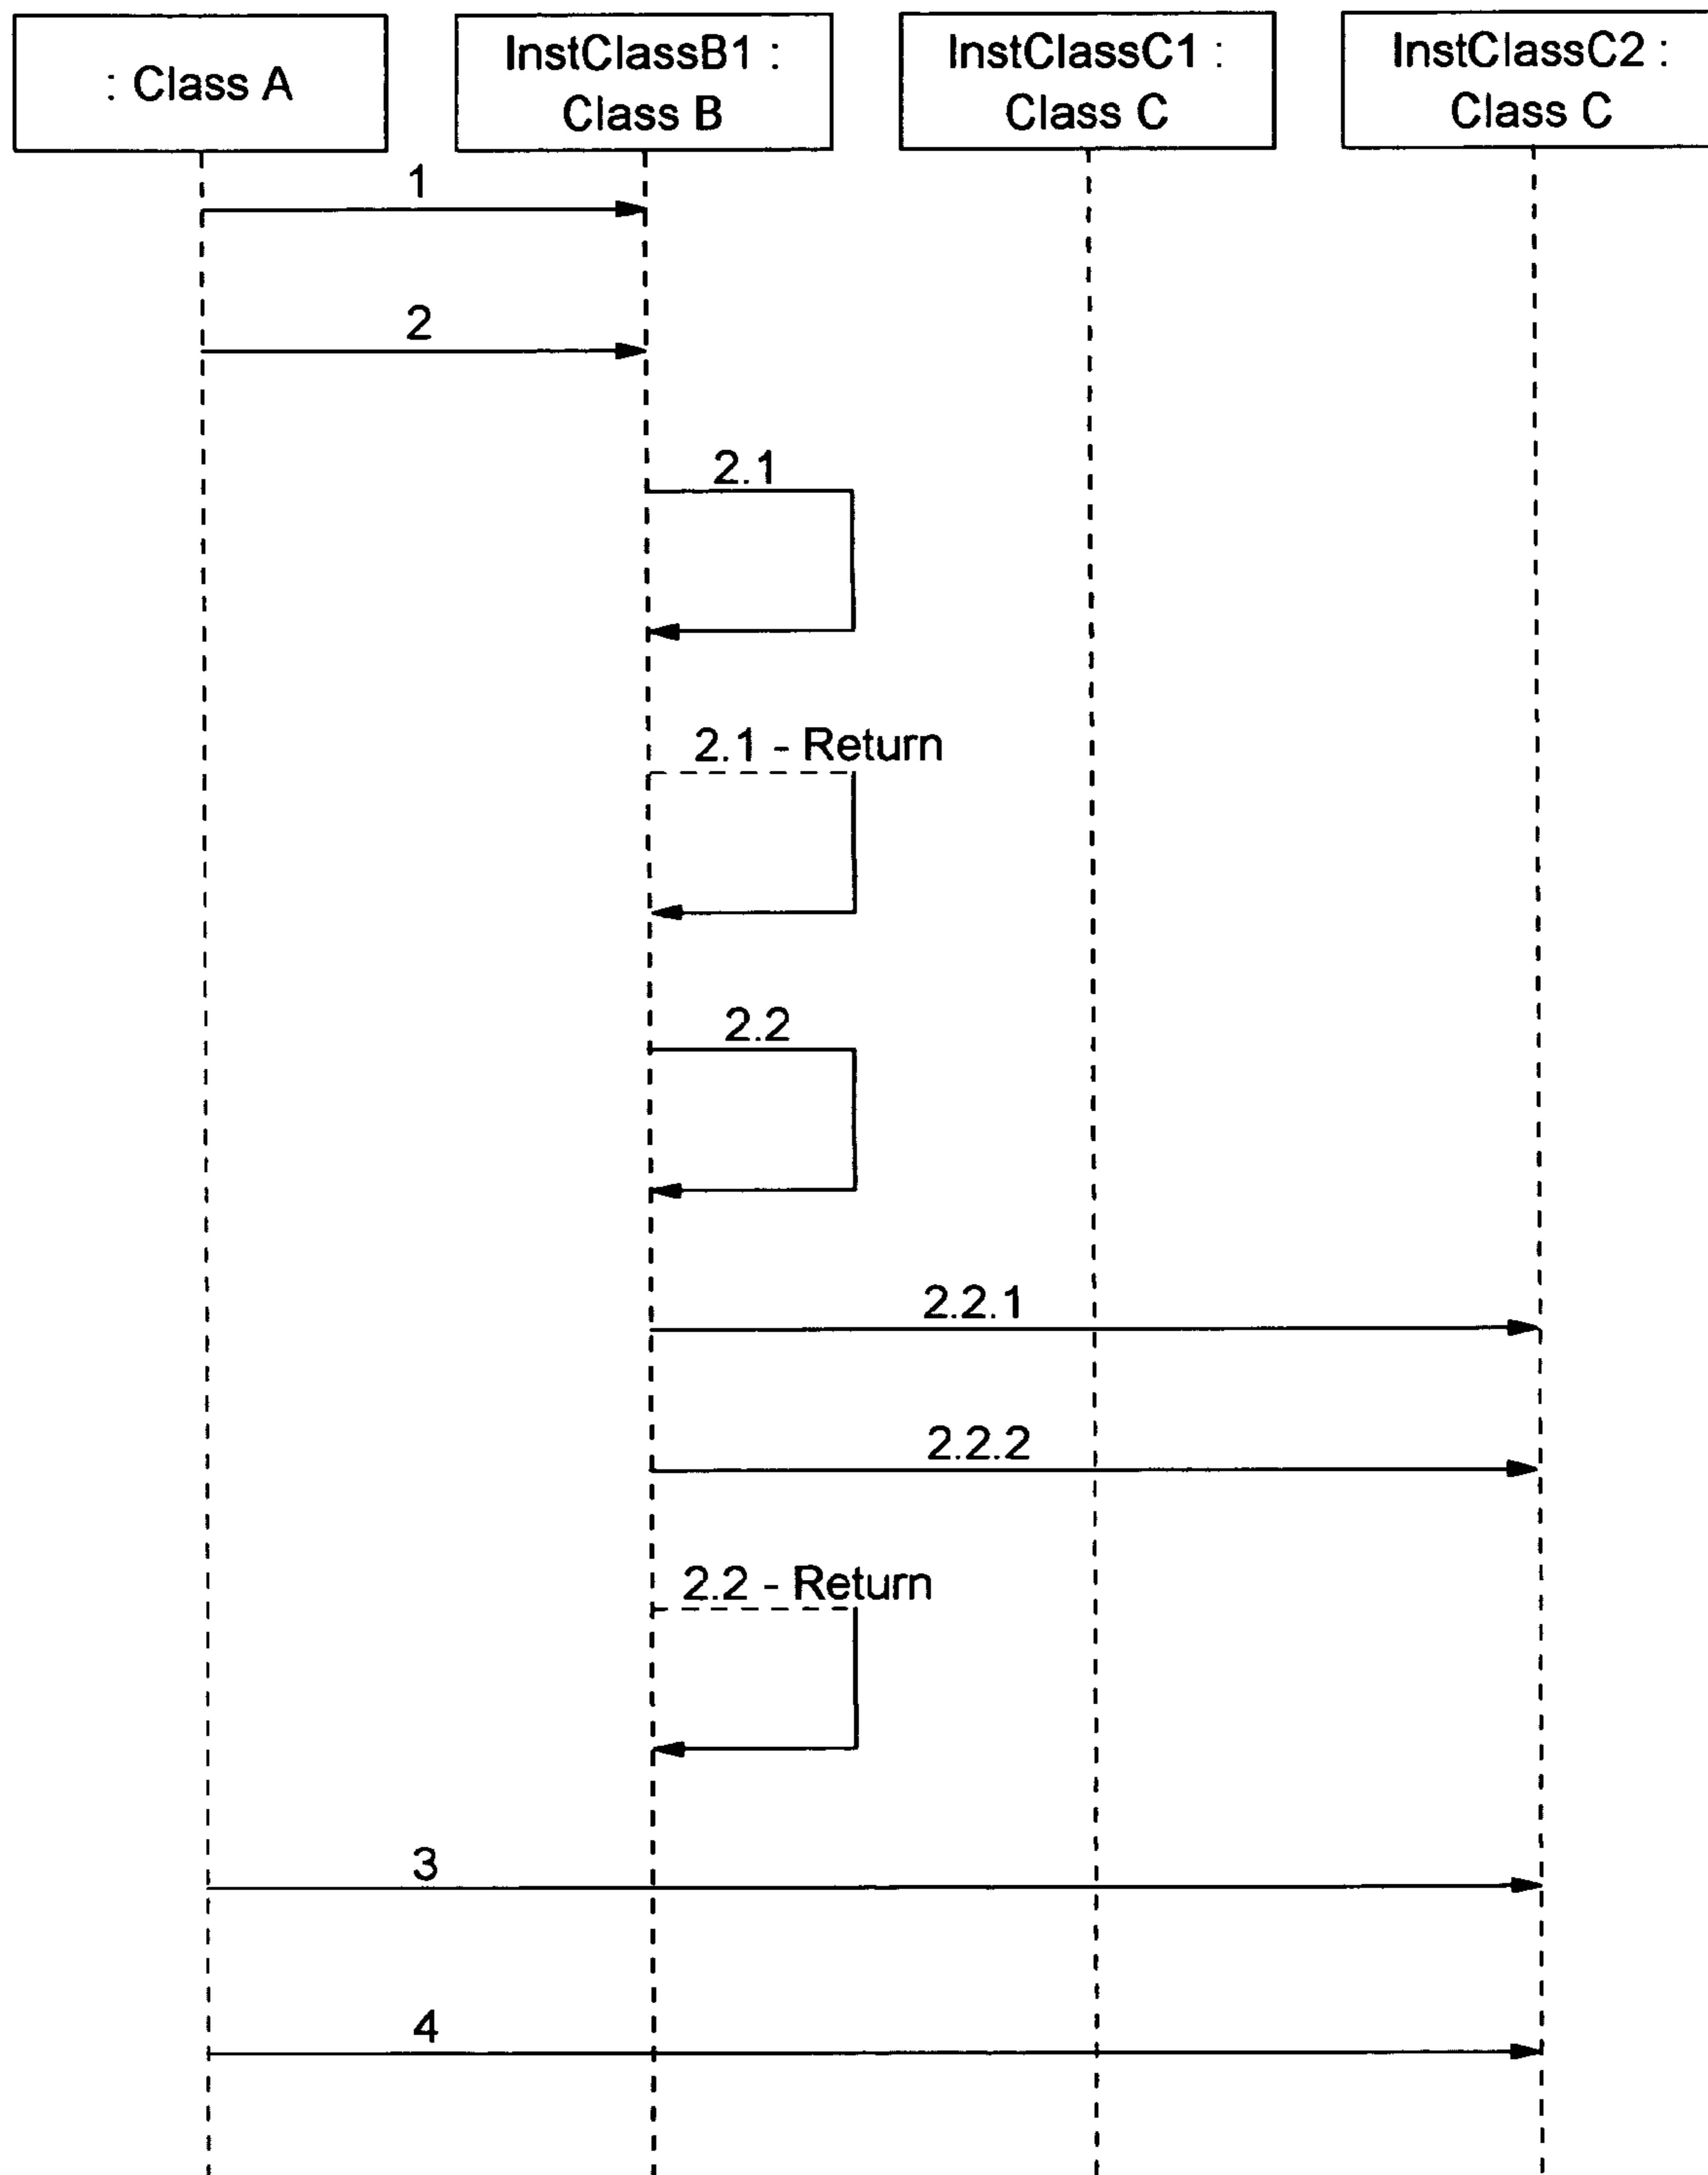 : Class A
InstClassB1 :
Class B
InstClassC1 :
Class C
InstClassC2 :
Class C
1
2
2.1
2.1 - Return
2.2
2.2.1
2.2.2
2.2 - Return
3
4